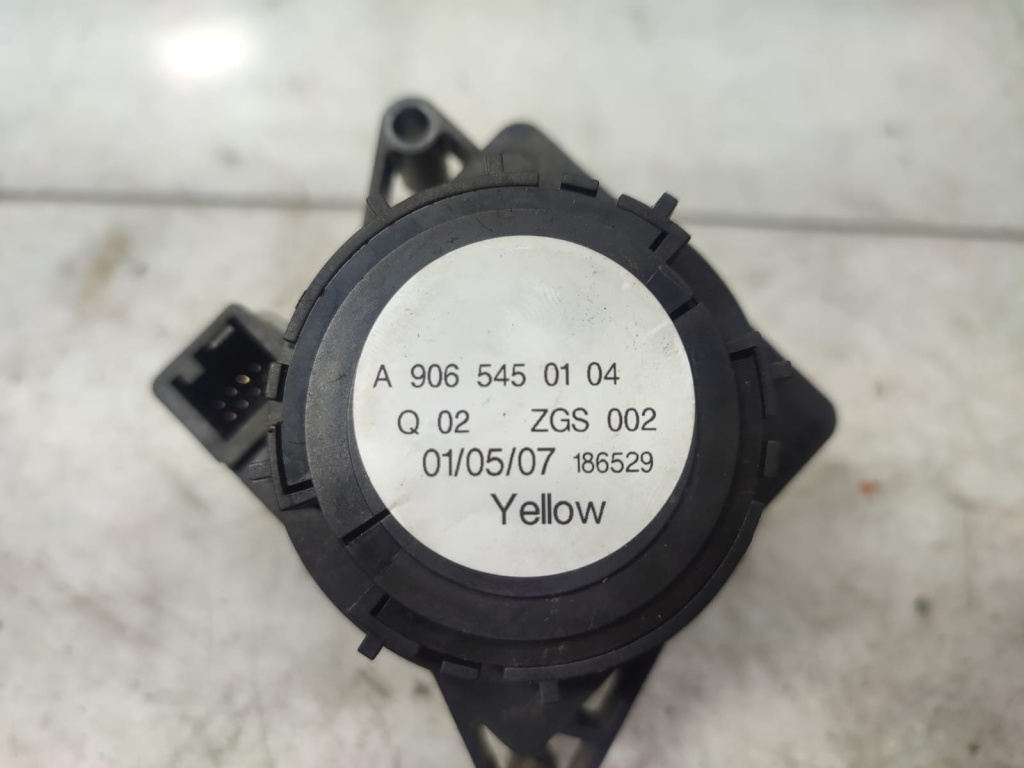 A 906 545 01 04
Q 02 ZGS 002
01/05/07 186529
Yellow